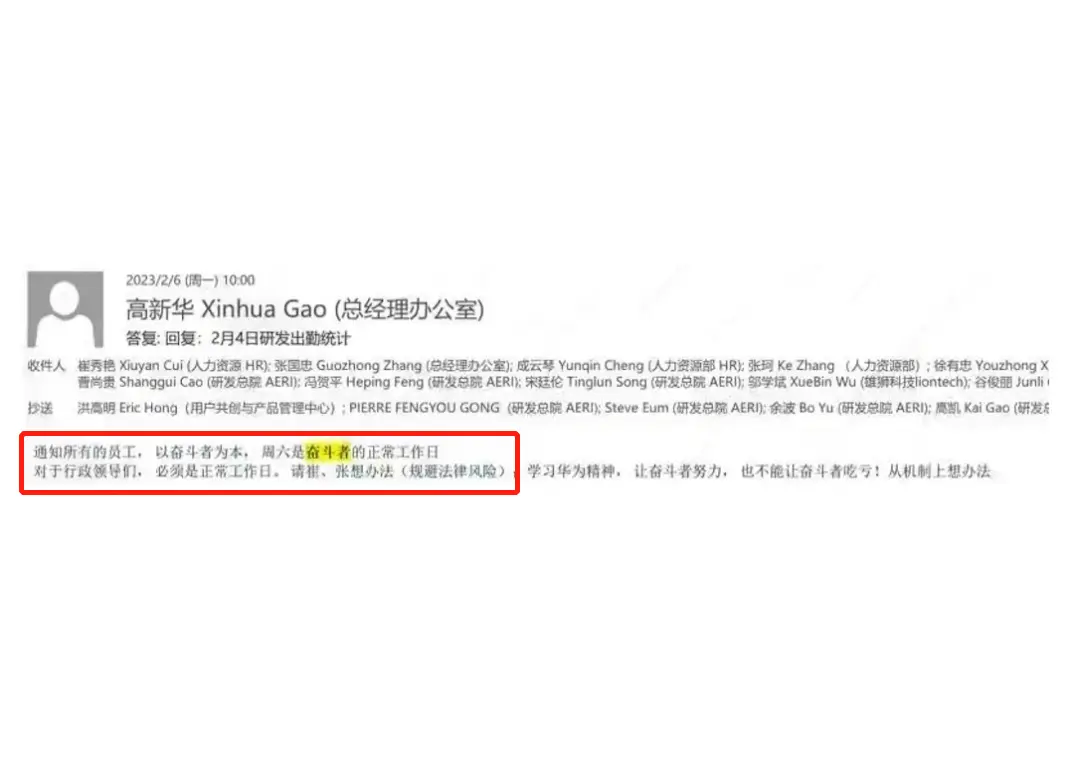 2023/2/6 (周一) 10:00
高新华 Xinhua Gao (总经理办公室)
答复: 回复： 2月4日研发出勤统计
收件人 崔秀艳 Xiuyan Cui (人力资源 HR); 张国忠 Guozhong Zhang (总经理办公室); 成云琴 Yunqin Cheng (人力资源部 HR); 张珂 Ke Zhang （人力资源部）; 徐有忠 Youzhong X
曹尚贵 Shanggui Cao (研发总院 AERI); 冯贺平 Heping Feng (研发总院 AERI); 宋廷伦 Tinglun Song (研发总院 AERI); 邬学斌 XueBin Wu (雄狮科技liontech); 谷俊丽 Junli
抄送 洪高明 Eric Hong（用户共创与产品管理中心）; PIERRE FENGYOU GONG（研发总院 AERI); Steve Eum (研发总院 AERI); 余波 Bo Yu (研发总院 AERI); 高凯 Kai Gao (研发总
通知所有的员工， 以奋斗者为本， 周六是奋斗者的正常工作日
对于行政领导们， 必须是正常工作日。 请崔、张想办法（规避法律风险）， 学习华为精神， 让奋斗者努力， 也不能让奋斗者吃亏！从机制上想办法